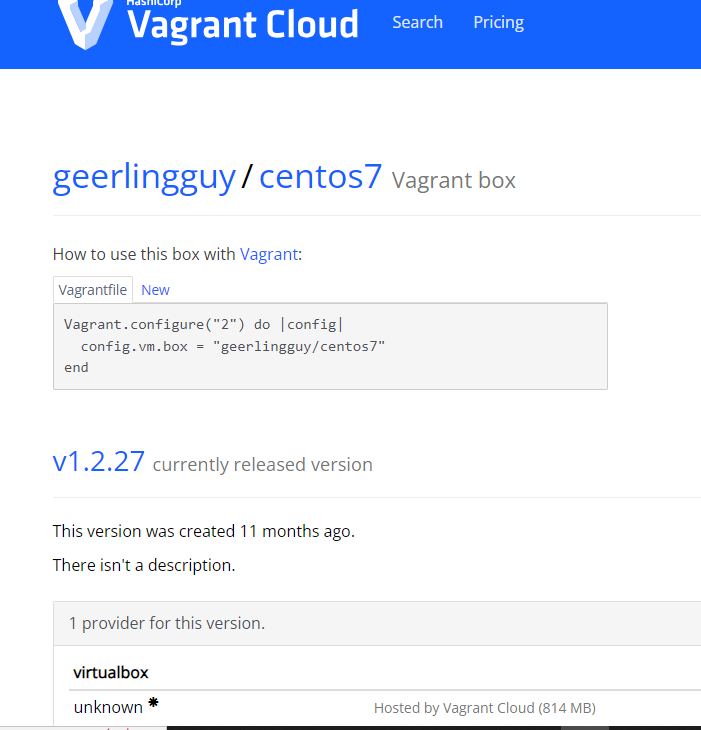 HashiCorp
Vagrant Cloud Search Pricing
geerlingguy/centos7 Vagrant box
How to use this box with Vagrant:
Vagrantfile New
Vagrant.configure("2") do |config|
  config.vm.box = "geerlingguy/centos7"
end
v1.2.27 currently released version
This version was created 11 months ago.
There isn't a description.
1 provider for this version.
virtualbox
unknown * Hosted by Vagrant Cloud (814 MB)